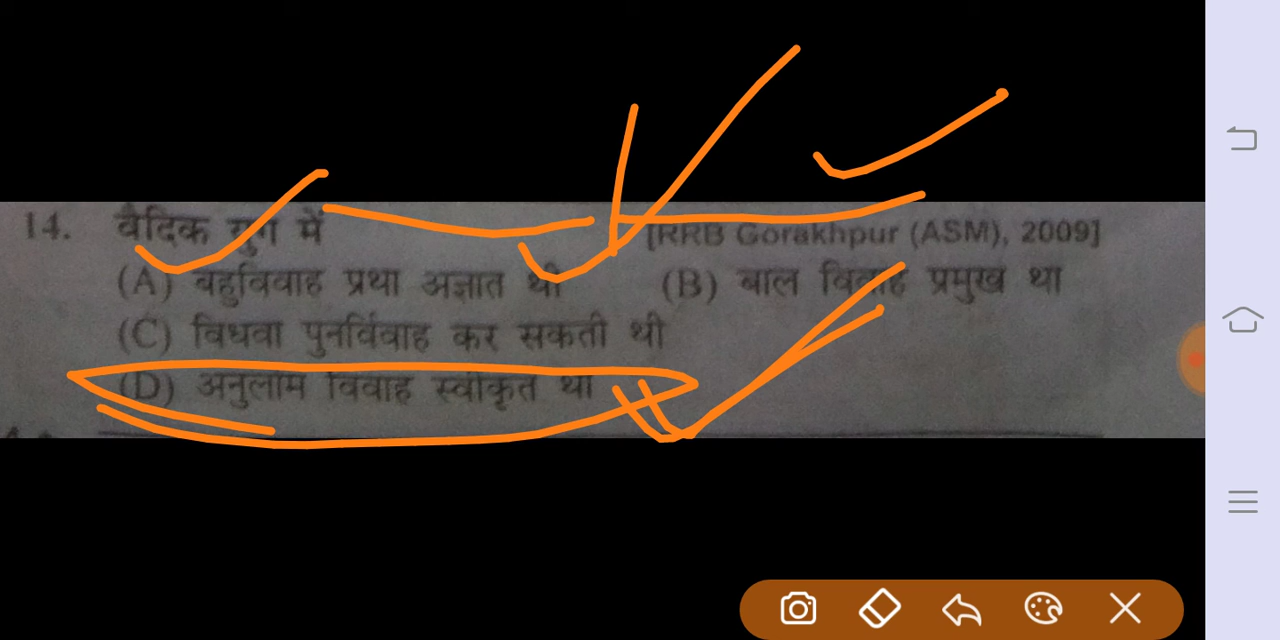 14. वैदिक युग में [RRB Gorakhpur (ASM), 2009]
(A) बहुविवाह प्रथा अज्ञात थी (B) बाल विवाह प्रमुख था
(C) विधवा पुनर्विवाह कर सकती थी
(D) अनुलोम विवाह स्वीकृत था